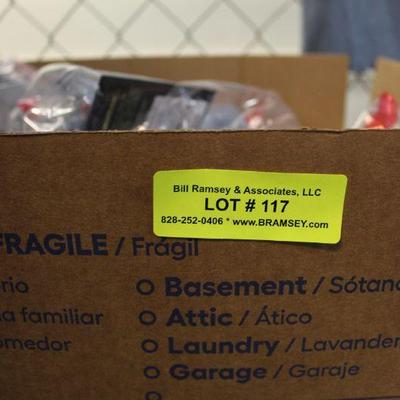 Bill Ramsey & Associates, LLC
LOT # 117
828-252-0406 * www.BRAMSEY.com
FRAGILE / Frágil
Basement / Sótano
familiar Attic / Ático
Laundry / Lavander
Garage / Garaje